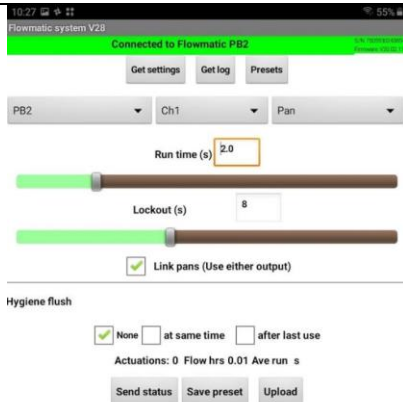 10:27 55%
Flowmatic system V28
Connected to Flowmatic PB2
Get settings Get log Presets
PB2 Ch1 Pan
Run time (s) 2.0
Lockout (s) 8
Link pans (Use either output)
Hygiene flush
None at same time after last use
Actuations: 0 Flow hrs 0.01 Ave run s
Send status Save preset Upload